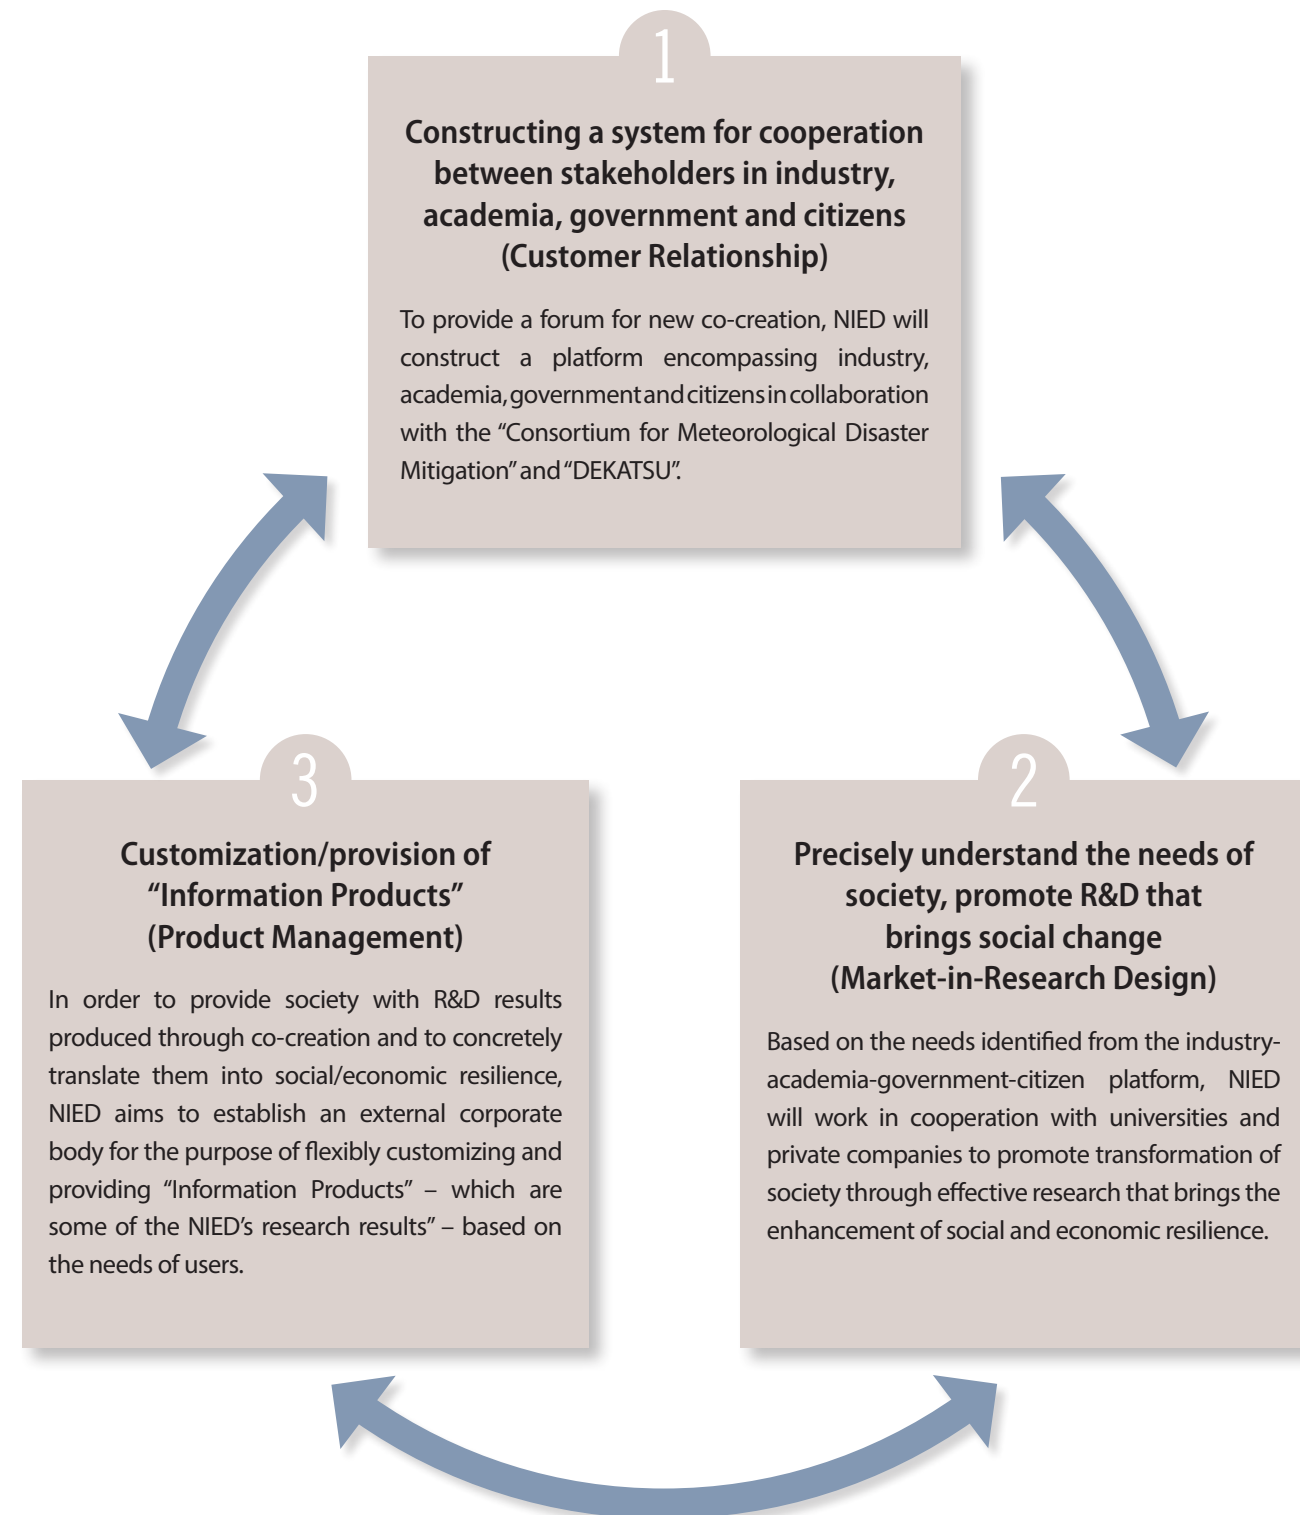 1
Constructing a system for cooperation
between stakeholders in industry,
academia, government and citizens
(Customer Relationship)
To provide a forum for new co-creation, NIED will
construct a platform encompassing industry,
academia, government and citizens in collaboration
with the “Consortium for Meteorological Disaster
Mitigation” and “DEKATSU”.
3
Customization/provision of
“Information Products”
(Product Management)
In order to provide society with R&D results
produced through co-creation and to concretely
translate them into social/economic resilience,
NIED aims to establish an external corporate
body for the purpose of flexibly customizing and
providing “Information Products” – which are
some of the NIED’s research results” – based on
the needs of users.
2
Precisely understand the needs of
society, promote R&D that
brings social change
(Market-in-Research Design)
Based on the needs identified from the industry-
academia-government-citizen platform, NIED
will work in cooperation with universities and
private companies to promote transformation of
society through effective research that brings the
enhancement of social and economic resilience.